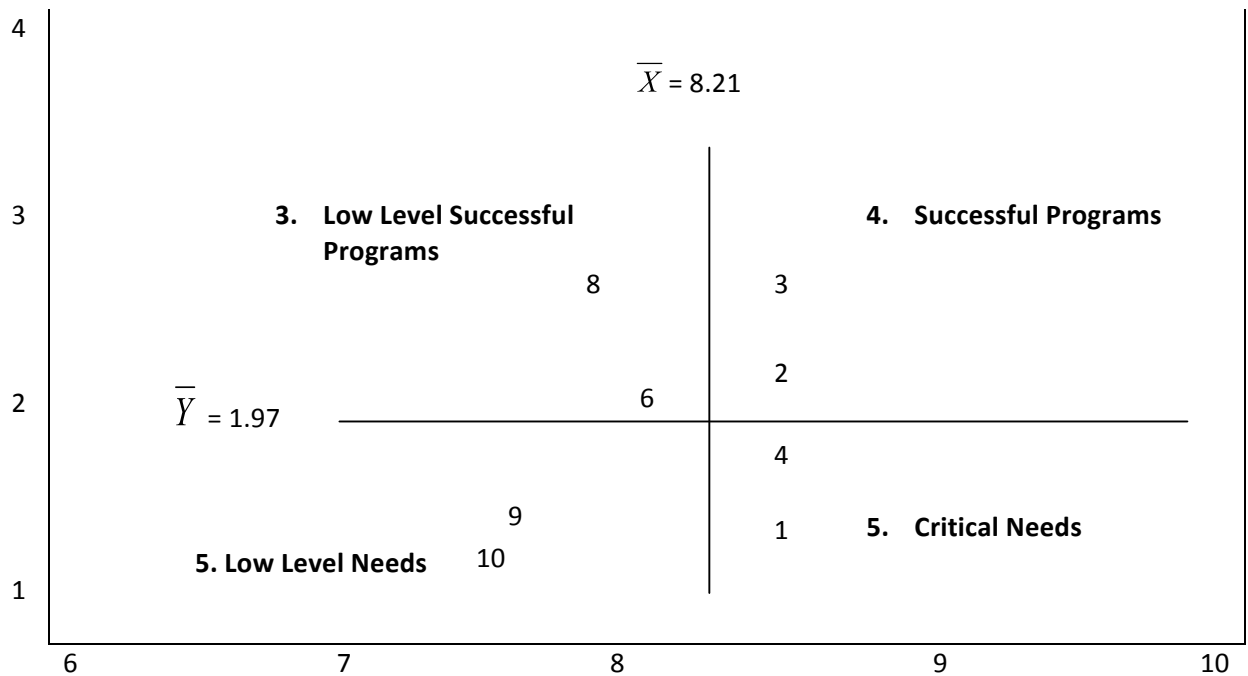 4
X̄ = 8.21
3
3. Low Level Successful
Programs
4. Successful Programs
8
3
2
6
2
Ȳ = 1.97
4
9
1
5. Critical Needs
5. Low Level Needs
10
1
6 7 8 9 10